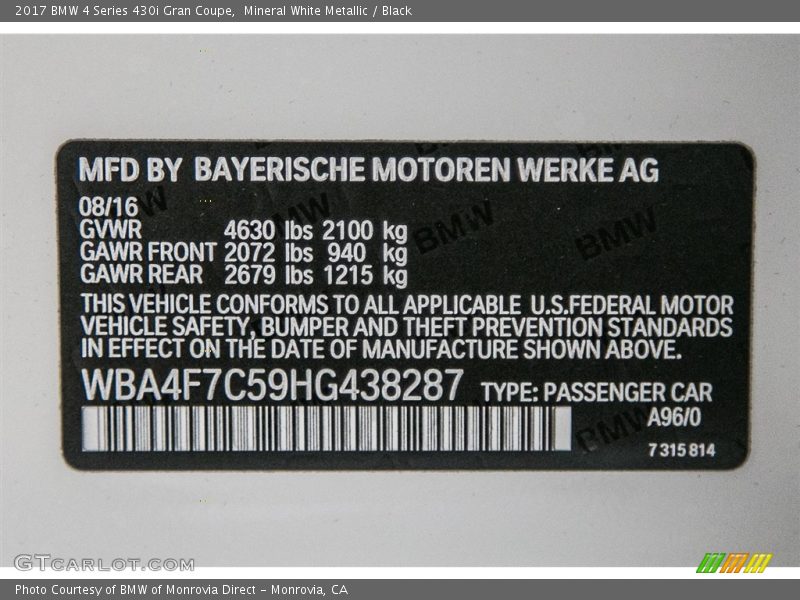 2017 BMW 4 Series 430i Gran Coupe, Mineral White Metallic / Black
MFD BY BAYERISCHE MOTOREN WERKE AG
08/16
GVWR 4630 lbs 2100 kg
GAWR FRONT 2072 lbs 940 kg
GAWR REAR 2679 lbs 1215 kg
THIS VEHICLE CONFORMS TO ALL APPLICABLE U.S.FEDERAL MOTOR
VEHICLE SAFETY, BUMPER AND THEFT PREVENTION STANDARDS
IN EFFECT ON THE DATE OF MANUFACTURE SHOWN ABOVE.
WBA4F7C59HG438287 TYPE: PASSENGER CAR
A96/0
7 315 814
GTCARLOT.COM
Photo Courtesy of BMW of Monrovia Direct - Monrovia, CA